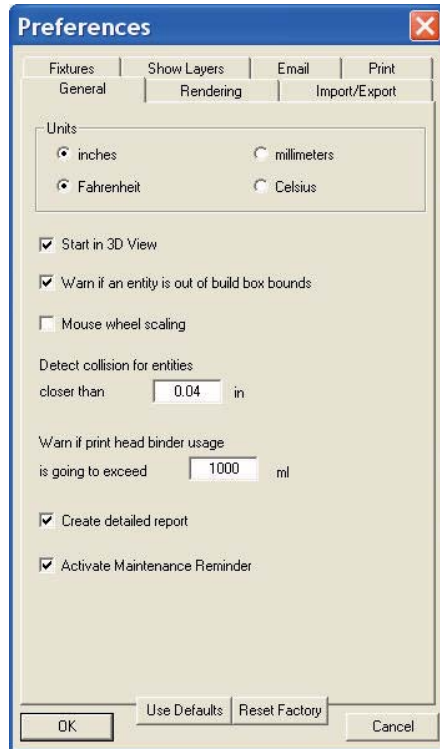 Preferences
Fixtures Show Layers Email Print
General Rendering Import/Export
Units
inches millimeters
Fahrenheit Celsius
Start in 3D View
Warn if an entity is out of build box bounds
Mouse wheel scaling
Detect collision for entities
closer than 0.04 in
Warn if print head binder usage
is going to exceed 1000 ml
Create detailed report
Activate Maintenance Reminder
Use Defaults Reset Factory
OK Cancel